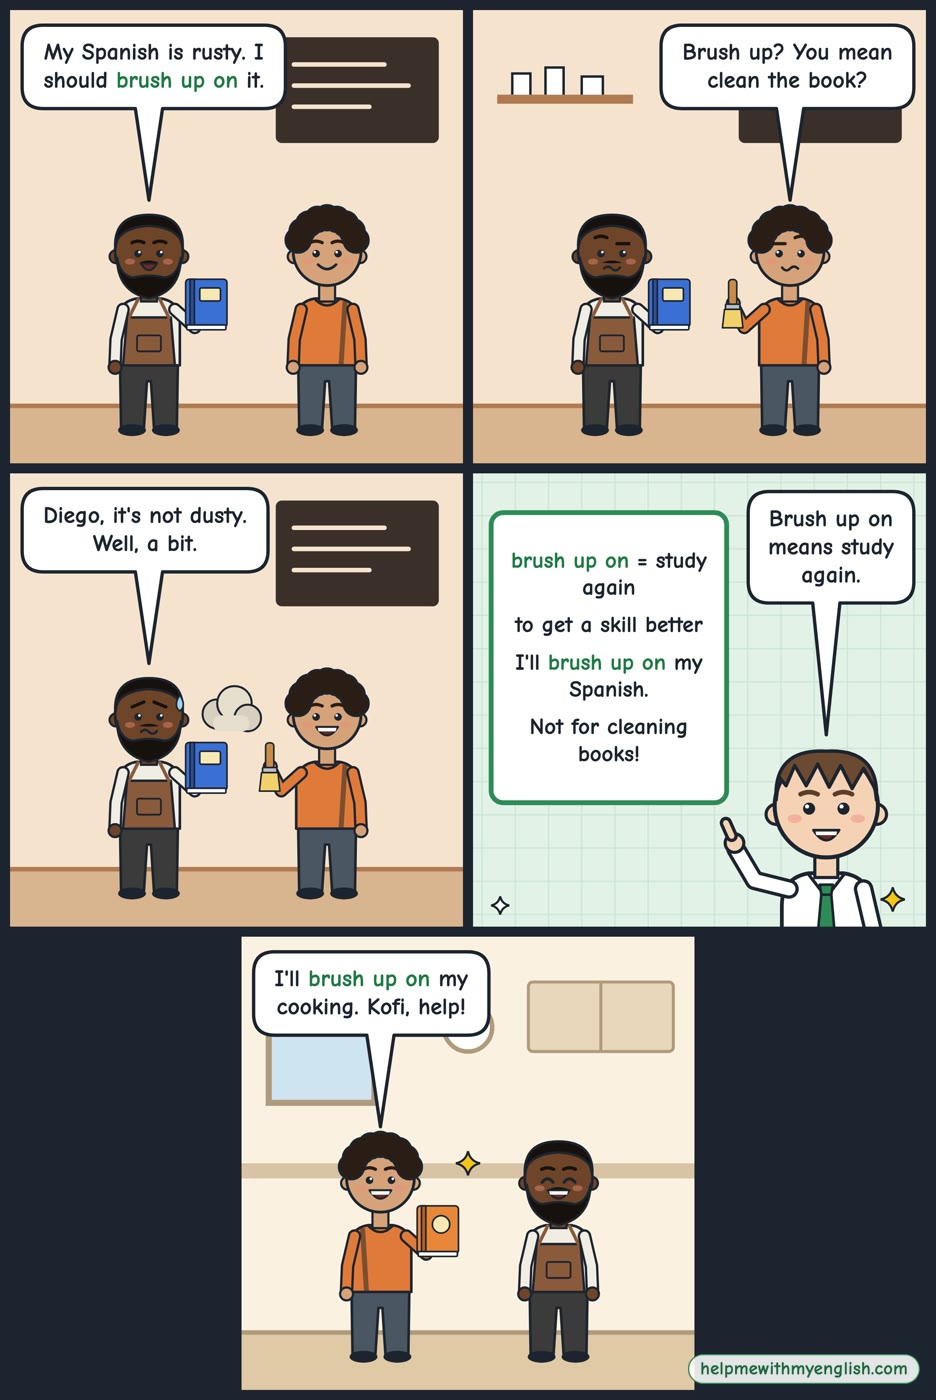 My Spanish is rusty. I
should brush up on it.
Brush up? You mean
clean the book?
Diego, it's not dusty.
Well, a bit.
brush up on = study
again
to get a skill better
I'll brush up on my
Spanish.
Not for cleaning
books!
Brush up on
means study
again.
I'll brush up on my
cooking. Kofi, help!
helpmewithmyenglish.com